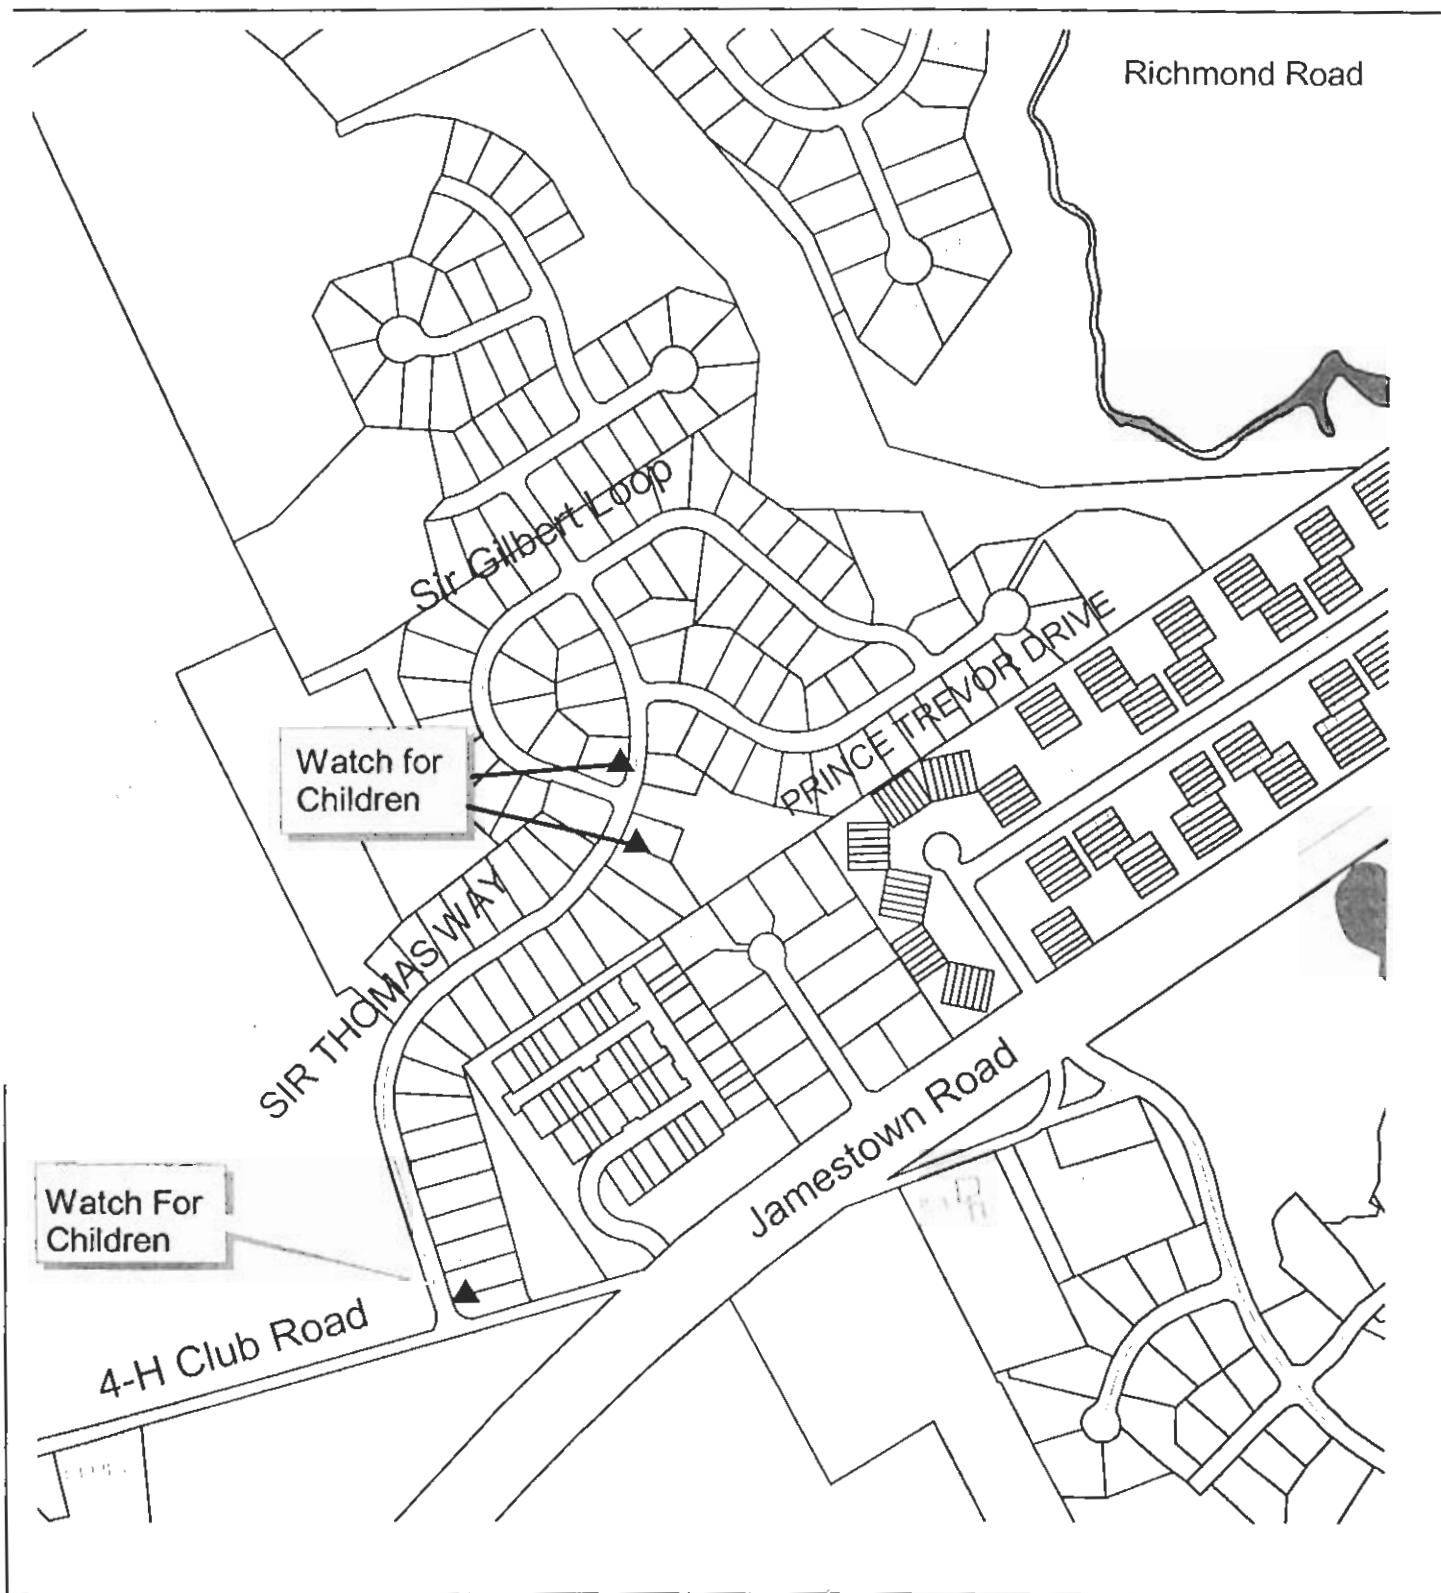 Richmond Road
Sir Gilbert Loop
PRINCE TREVOR DRIVE
Watch for
Children
SIR THOMAS WAY
Jamestown Road
Watch For
Children
4-H Club Road